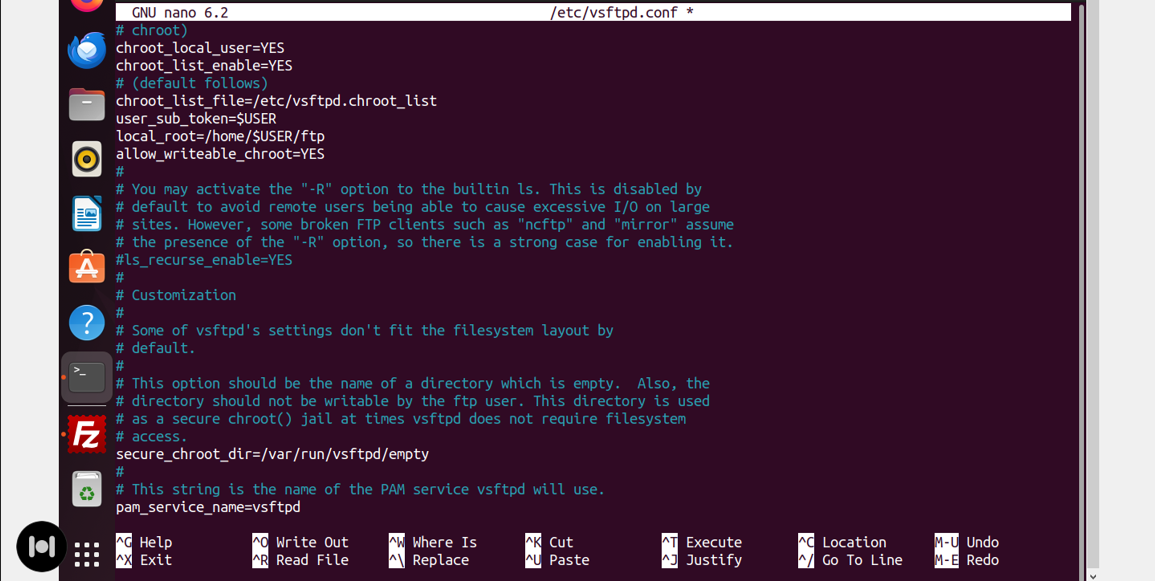 GNU nano 6.2 /etc/vsftpd.conf *
# chroot)
chroot_local_user=YES
chroot_list_enable=YES
# (default follows)
chroot_list_file=/etc/vsftpd.chroot_list
user_sub_token=$USER
local_root=/home/$USER/ftp
allow_writeable_chroot=YES
#
# You may activate the "-R" option to the builtin ls. This is disabled by
# default to avoid remote users being able to cause excessive I/O on large
# sites. However, some broken FTP clients such as "ncftp" and "mirror" assume
# the presence of the "-R" option, so there is a strong case for enabling it.
#ls_recurse_enable=YES
#
# Customization
#
# Some of vsftpd's settings don't fit the filesystem layout by
# default.
#
# This option should be the name of a directory which is empty.  Also, the
# directory should not be writable by the ftp user. This directory is used
# as a secure chroot() jail at times vsftpd does not require filesystem
# access.
secure_chroot_dir=/var/run/vsftpd/empty
#
# This string is the name of the PAM service vsftpd will use.
pam_service_name=vsftpd
^G Help ^O Write Out ^W Where Is ^K Cut ^T Execute ^C Location M-U Undo
^X Exit ^R Read File ^\ Replace ^U Paste ^J Justify ^/ Go To Line M-E Redo